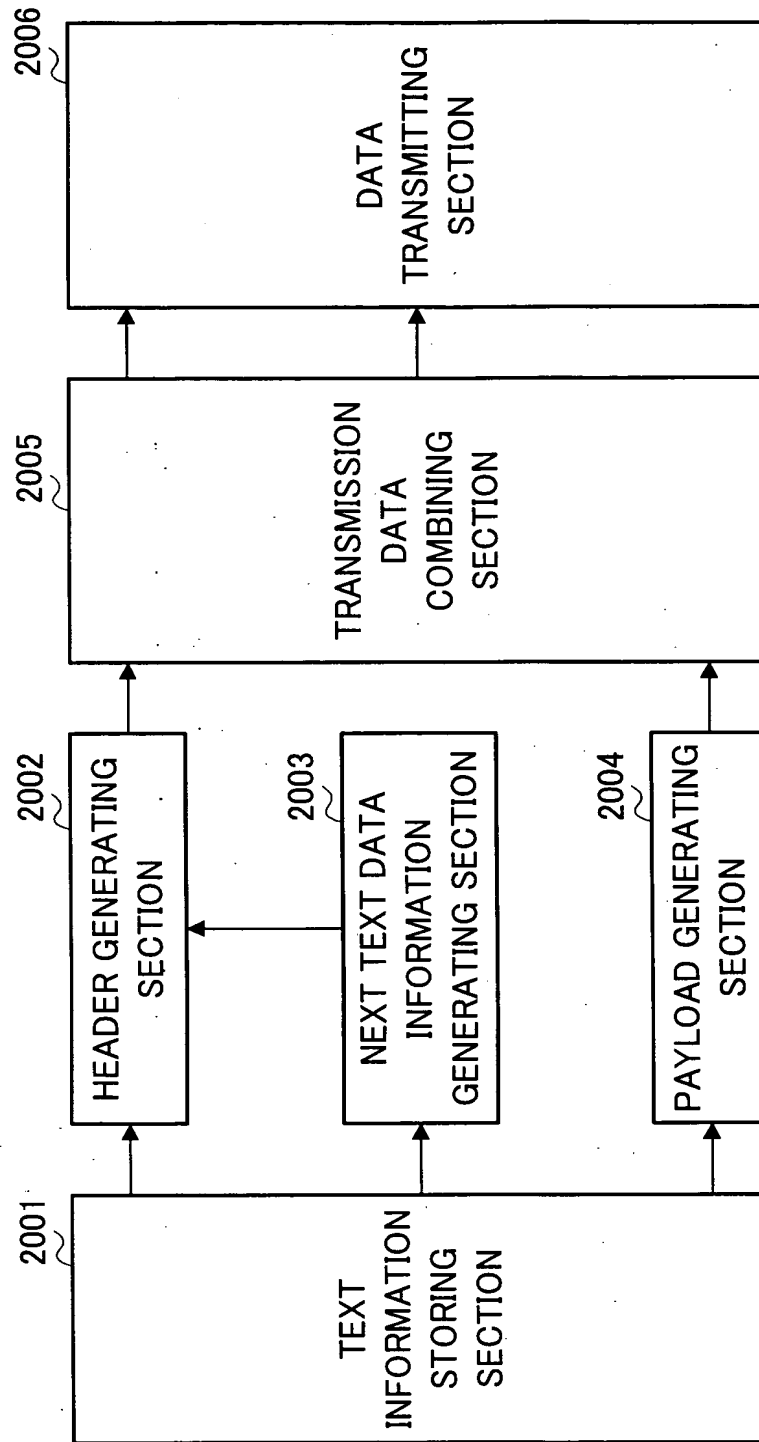 2001
TEXT
INFORMATION
STORING
SECTION
2002
HEADER GENERATING
SECTION
2003
NEXT TEXT DATA
INFORMATION
GENERATING SECTION
2004
PAYLOAD GENERATING
SECTION
2005
TRANSMISSION
DATA
COMBINING
SECTION
2006
DATA
TRANSMITTING
SECTION